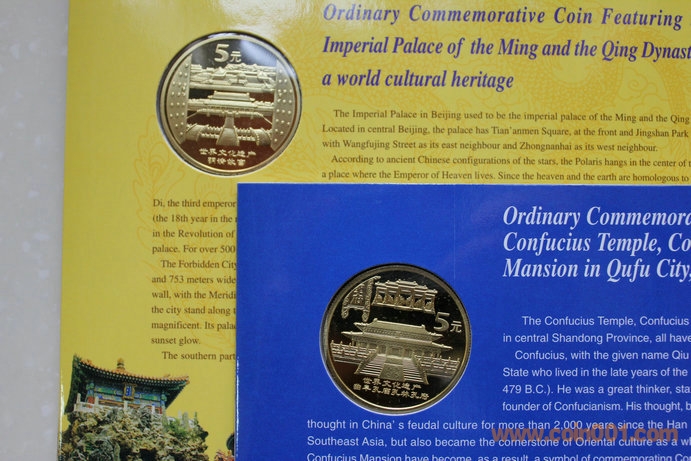 Ordinary Commemorative Coin Featuring
Imperial Palace of the Ming and the Qing Dynast
a world cultural heritage
5元
世界文化遗产
明清故宫
The Imperial Palace in Beijing used to be the imperial palace of the Ming and the Qing
Located in central Beijing, the palace has Tian'anmen Square, at the front and Jingshan Park
with Wangfujing Street as its east neighbour and Zhongnanhai as its west neighbour.
According to ancient Chinese configurations of the stars, the Polaris hangs in the center of
a place where the Emperor of Heaven lives. Since the heaven and the earth are homologous to
Di, the third emperor
(the 18th year in the
in the Revolution of
palace. For over 500
The Forbidden City
and 753 meters wide
wall, with the Meridi
the city stand along t
magnificent. Its pala
sunset glow.
The southern part
Ordinary Commemora
Confucius Temple, Co
Mansion in Qufu City,
5元
世界文化遗产
曲阜孔庙孔林孔府
The Confucius Temple, Confucius
in central Shandong Province, all have
Confucius, with the given name Qiu
State who lived in the late years of the
479 B.C.). He was a great thinker, sta
founder of Confucianism. His thought, b
thought in China's feudal culture for more than 2,000 years since the Han
Southeast Asia, but also became the cornerstone of Oriental culture as a wh
Confucius Mansion have become, as a result, a symbol of commemorating Con
www.coin001.com